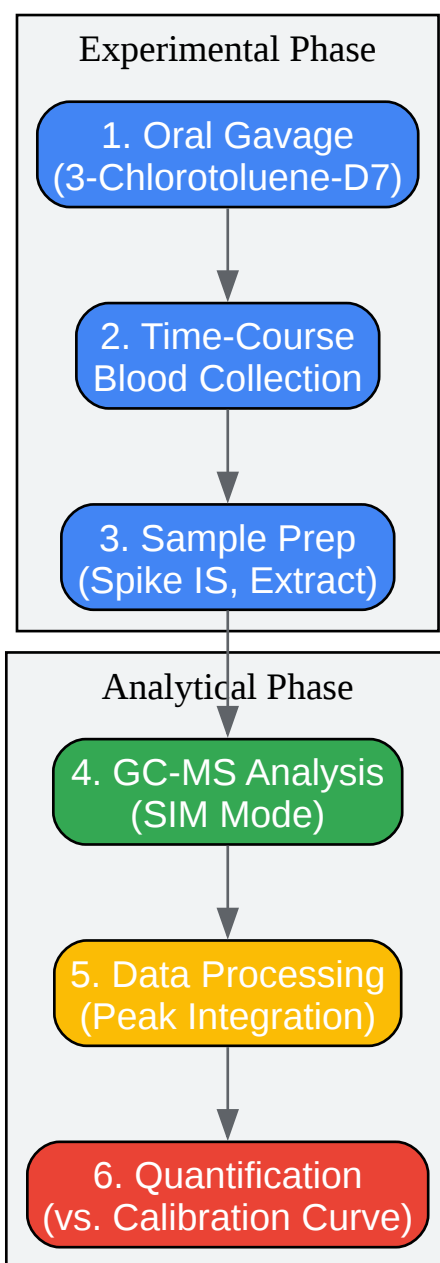 Experimental Phase
1. Oral Gavage
(3-Chlorotoluene-D7)
2. Time-Course
Blood Collection
3. Sample Prep
(Spike IS, Extract)
Analytical Phase
4. GC-MS Analysis
(SIM Mode)
5. Data Processing
(Peak Integration)
6. Quantification
(vs. Calibration Curve)